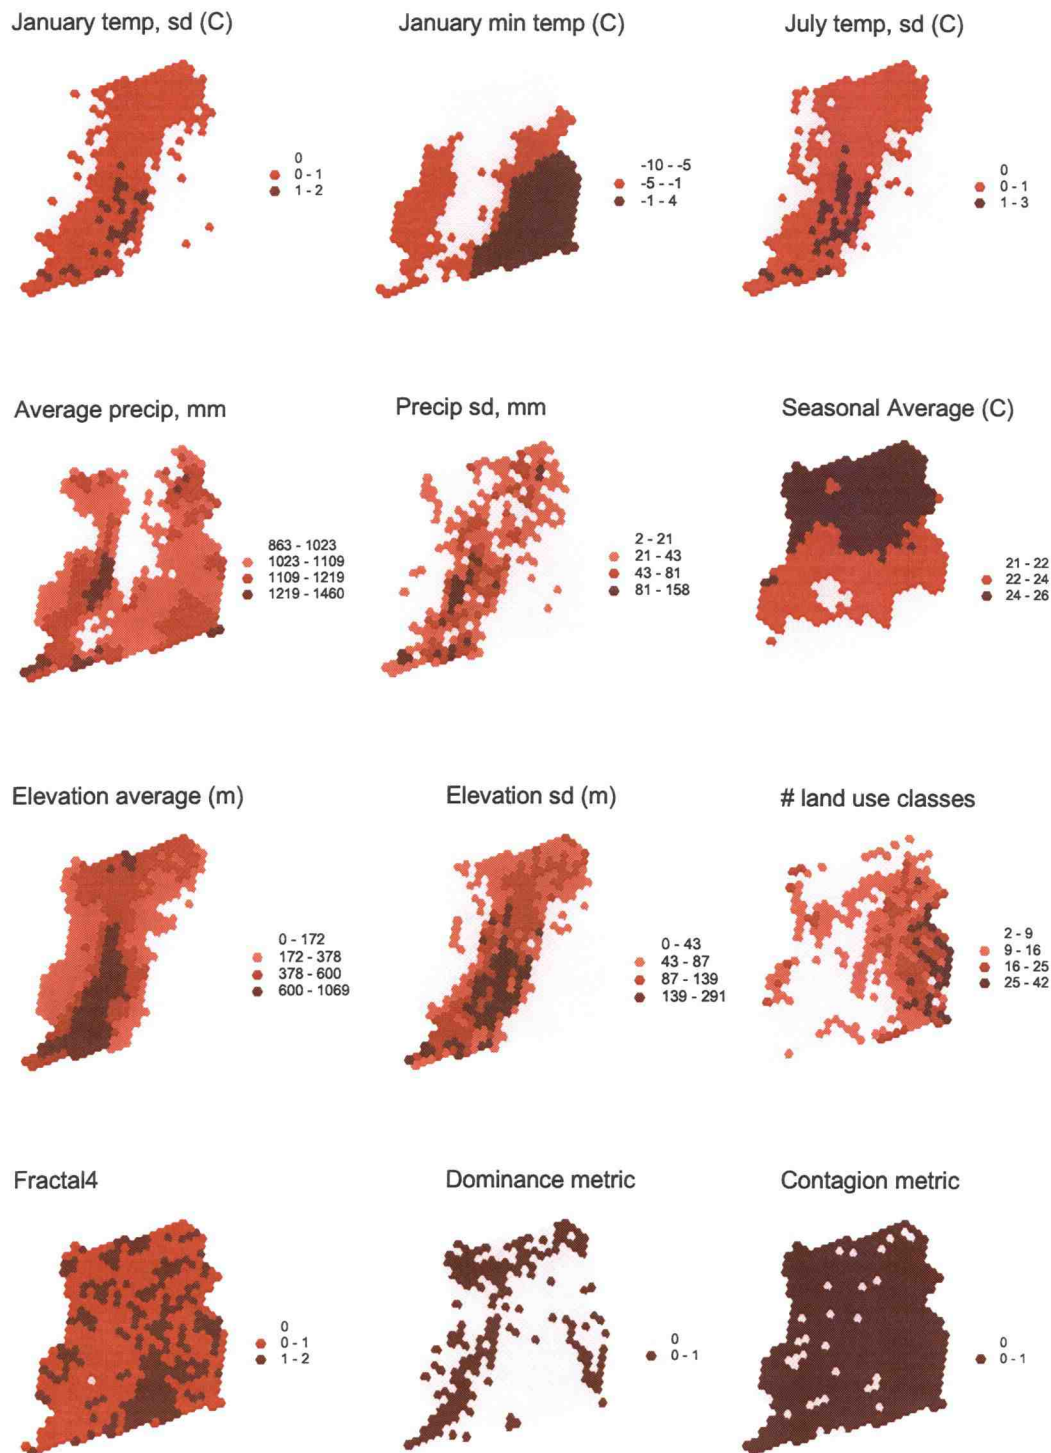 January temp, sd (C)
January min temp (C)
July temp, sd (C)
0
0 - 1
1 - 2
-10 - -5
-5 - -1
-1 - 4
0
0 - 1
1 - 3
Average precip, mm
Precip sd, mm
Seasonal Average (C)
863 - 1023
1023 - 1109
1109 - 1219
1219 - 1460
2 - 21
21 - 43
43 - 81
81 - 158
21 - 22
22 - 24
24 - 26
Elevation average (m)
Elevation sd (m)
# land use classes
0 - 172
172 - 378
378 - 600
600 - 1069
0 - 43
43 - 87
87 - 139
139 - 291
2 - 9
9 - 16
16 - 25
25 - 42
Fractal4
Dominance metric
Contagion metric
0
0 - 1
1 - 2
0
0 - 1
0
0 - 1